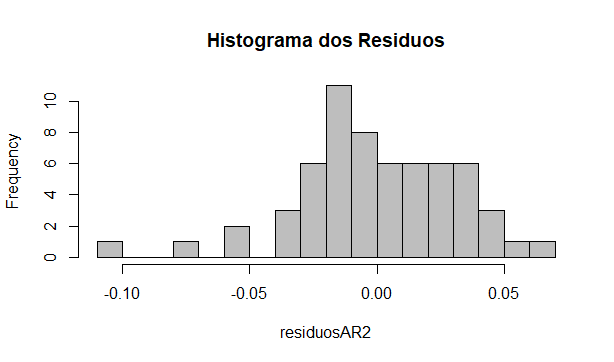 Histograma dos Residuos
Frequency
0 2 4 6 8 10
-0.10 -0.05 0.00 0.05
residuosAR2